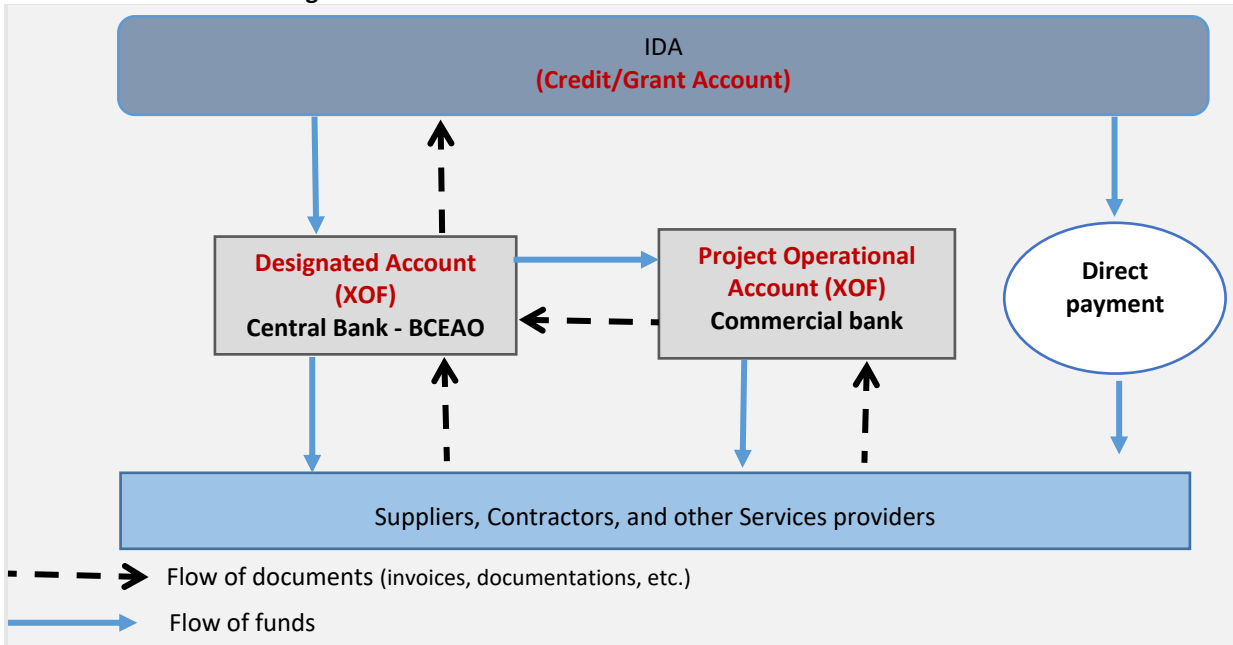 IDA
(Credit/Grant Account)
Designated Account
(XOF)
Central Bank - BCEAO
Project Operational
Account (XOF)
Commercial bank
Direct
payment
Suppliers, Contractors, and other Services providers
Flow of documents (invoices, documentations, etc.)
Flow of funds